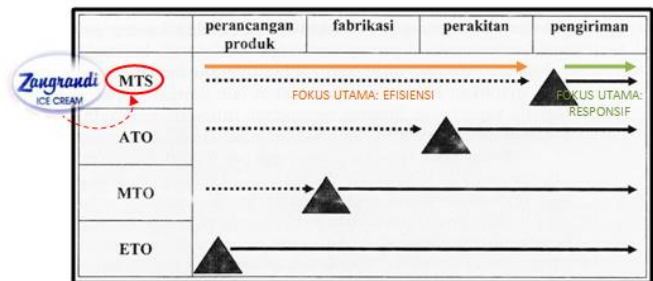 perancangan produk
fabrikasi
perakitan
pengiriman
Zangrandi
ICE CREAM
MTS
FOKUS UTAMA: EFISIENSI
FOKUS UTAMA:
RESPONSIF
ATO
MTO
ETO